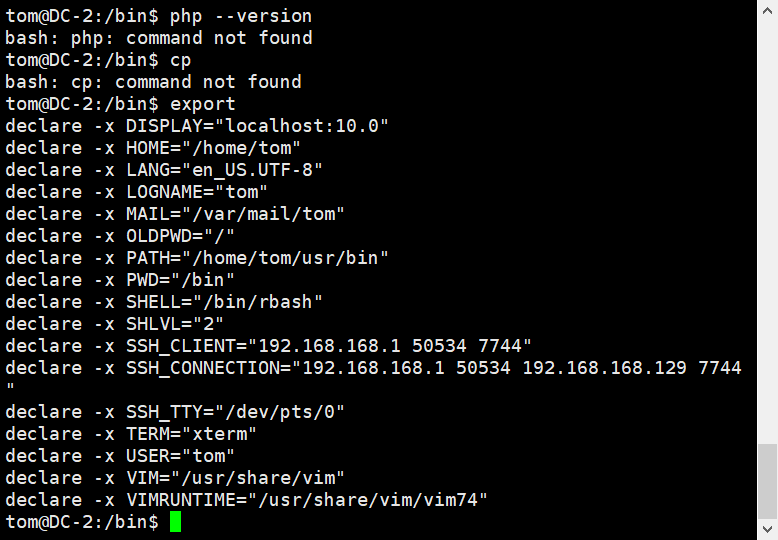 tom@DC-2:/bin$ php --version
bash: php: command not found
tom@DC-2:/bin$ cp
bash: cp: command not found
tom@DC-2:/bin$ export
declare -x DISPLAY="localhost:10.0"
declare -x HOME="/home/tom"
declare -x LANG="en_US.UTF-8"
declare -x LOGNAME="tom"
declare -x MAIL="/var/mail/tom"
declare -x OLDPWD="/"
declare -x PATH="/home/tom/usr/bin"
declare -x PWD="/bin"
declare -x SHELL="/bin/rbash"
declare -x SHLVL="2"
declare -x SSH_CLIENT="192.168.168.1 50534 7744"
declare -x SSH_CONNECTION="192.168.168.1 50534 192.168.168.129 7744
"
declare -x SSH_TTY="/dev/pts/0"
declare -x TERM="xterm"
declare -x USER="tom"
declare -x VIM="/usr/share/vim"
declare -x VIMRUNTIME="/usr/share/vim/vim74"
tom@DC-2:/bin$